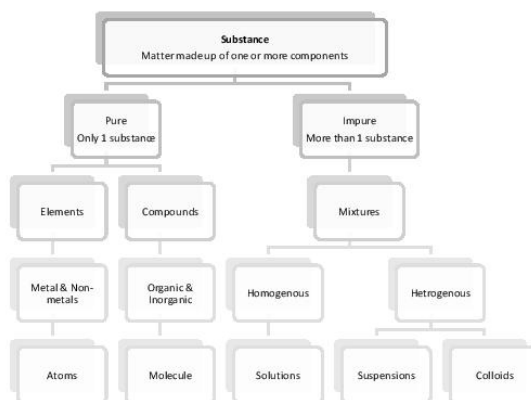 Substance
Matter made up of one or more components
Pure
Only 1 substance
Impure
More than 1 substance
Elements
Compounds
Mixtures
Metal & Non-
metals
Organic &
Inorganic
Homogenous
Hetrogenous
Atoms
Molecule
Solutions
Suspensions
Colloids